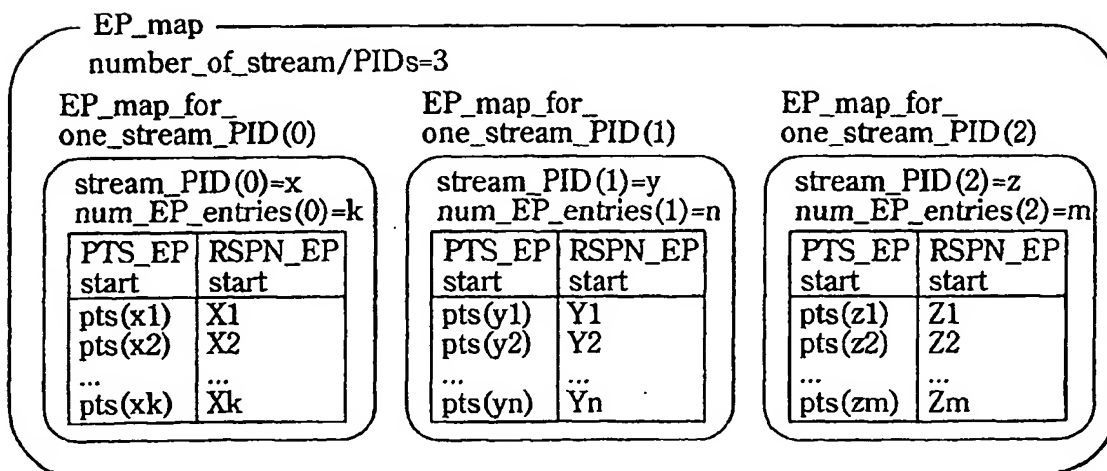 EP_map
number_of_stream/PIDs=3
EP_map_for_
one_stream_PID(0)
stream_PID(0)=x
num_EP_entries(0)=k
PTS_EP RSPN_EP
start start
pts(x1) X1
pts(x2) X2
... ...
pts(xk) Xk
EP_map_for_
one_stream_PID(1)
stream_PID(1)=y
num_EP_entries(1)=n
PTS_EP RSPN_EP
start start
pts(y1) Y1
pts(y2) Y2
... ...
pts(yn) Yn
EP_map_for_
one_stream_PID(2)
stream_PID(2)=z
num_EP_entries(2)=m
PTS_EP RSPN_EP
start start
pts(z1) Z1
pts(z2) Z2
... ...
pts(zm) Zm